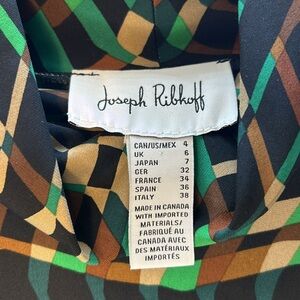 Joseph Ribkoff
CAN/US/MEX 4
UK 6
JAPAN 7
GER 32
FRANCE 34
SPAIN 36
ITALY 38
MADE IN CANADA
WITH IMPORTED
MATERIALS/
FABRIQUÉ AU
CANADA AVEC
DES MATÉRIAUX
IMPORTÉS